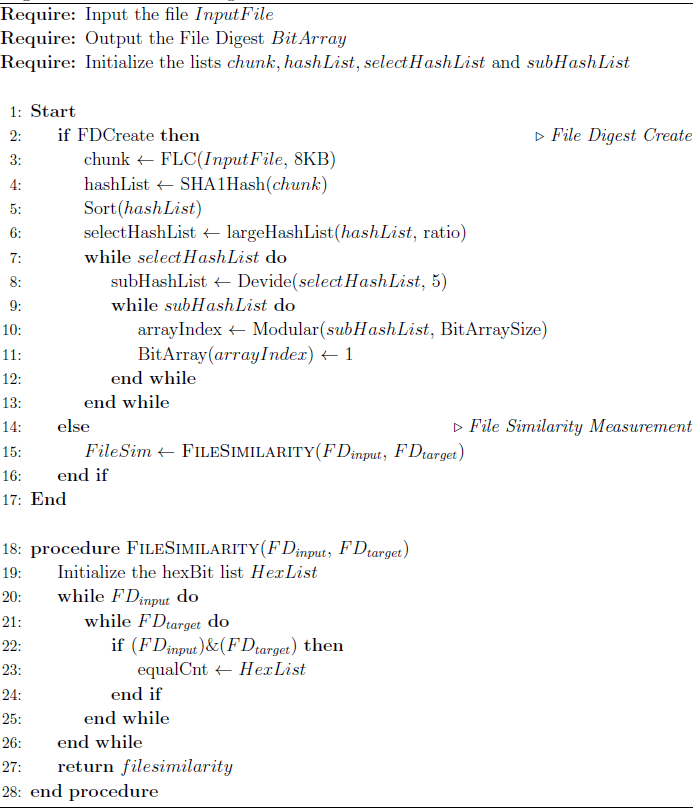 Require: Input the file InputFile
Require: Output the File Digest BitArray
Require: Initialize the lists chunk, hashList, selectHashList and subHashList
1: Start
2: if FDCreate then ▷ File Digest Create
3: chunk ← FLC(InputFile, 8KB)
4: hashList ← SHA1Hash(chunk)
5: Sort(hashList)
6: selectHashList ← largeHashList(hashList, ratio)
7: while selectHashList do
8: subHashList ← Devide(selectHashList, 5)
9: while subHashList do
10: arrayIndex ← Modular(subHashList, BitArraySize)
11: BitArray(arrayIndex) ← 1
12: end while
13: end while
14: else ▷ File Similarity Measurement
15: FileSim ← FILESIMILARITY(FD_input, FD_target)
16: end if
17: End
18: procedure FILESIMILARITY(FD_input, FD_target)
19: Initialize the hexBit list HexList
20: while FD_input do
21: while FD_target do
22: if (FD_input)&(FD_target) then
23: equalCnt ← HexList
24: end if
25: end while
26: end while
27: return filesimilarity
28: end procedure